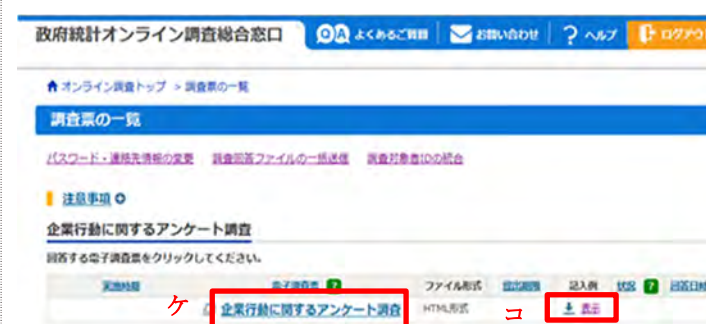 政府統計オンライン調査総合窓口 QA よくあるご質問 お問い合わせ ? ヘルプ ログアウ
オンライン調査トップ > 調査票の一覧
調査票の一覧
パスワード・連絡先情報の変更 調査回答ファイルの一括送信 調査対象者IDの統合
注意事項
企業行動に関するアンケート調査
回答する電子調査票をクリックしてください。
実施時期 電子調査票 ? ファイル形式 提出期限 記入例 状況 ? 回答日時
ケ 企業行動に関するアンケート調査 HTML形式 コ 表示